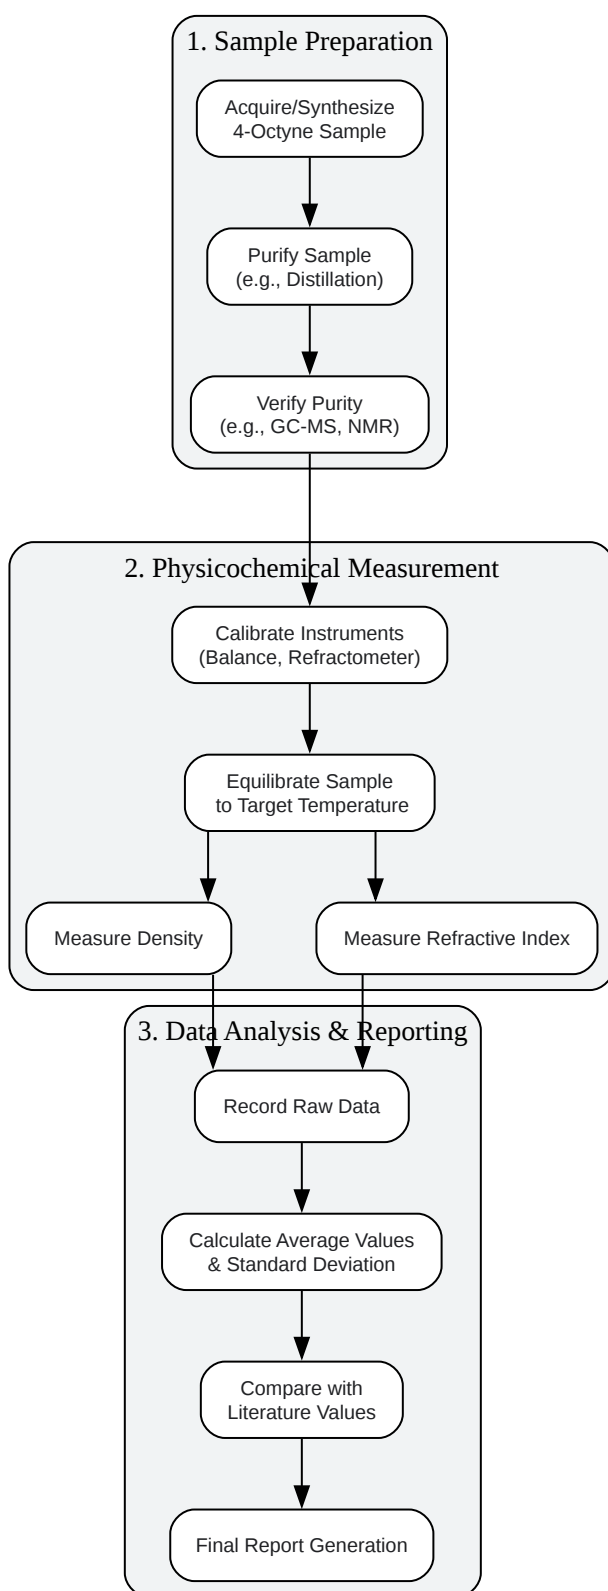 1. Sample Preparation
Acquire/Synthesize
4-Octyne Sample
Purify Sample
(e.g., Distillation)
Verify Purity
(e.g., GC-MS, NMR)
2. Physicochemical Measurement
Calibrate Instruments
(Balance, Refractometer)
Equilibrate Sample
to Target Temperature
Measure Density
Measure Refractive Index
3. Data Analysis & Reporting
Record Raw Data
Calculate Average Values
& Standard Deviation
Compare with
Literature Values
Final Report Generation